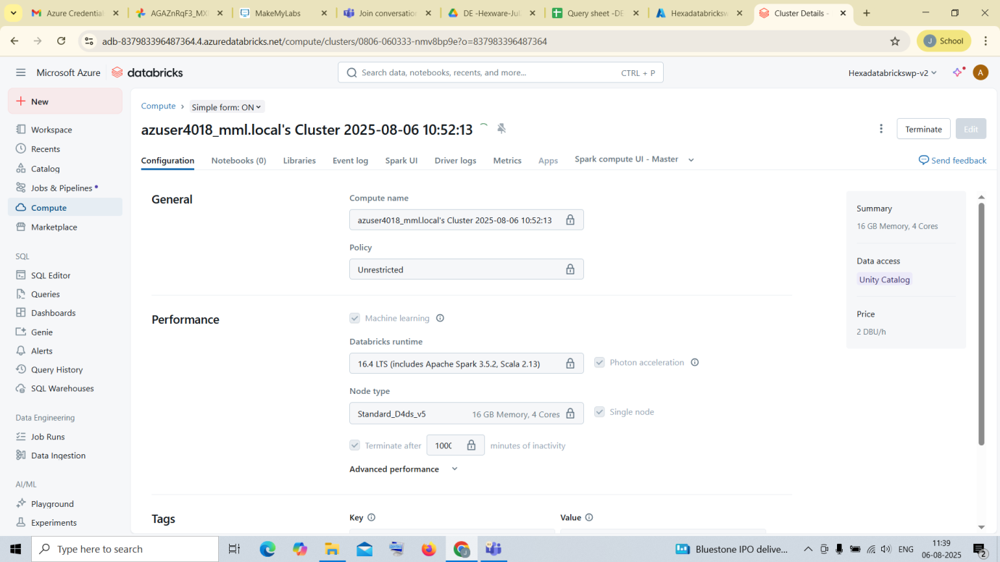 Azure Credential
AGAZnRqF3_MX
MakeMyLabs
Join conversation
DE -Hexware-Jul
Query sheet -DE
Hexadatabricksw
Cluster Details -
adb-837983396487364.4.azuredatabricks.net/compute/clusters/0806-060333-nmv8bp9e?o=837983396487364
J
School
Microsoft Azure
databricks
Search data, notebooks, recents, and more...
CTRL + P
Hexadatabrickswp-v2
A
New
Workspace
Recents
Catalog
Jobs & Pipelines
Compute
Marketplace
SQL
SQL Editor
Queries
Dashboards
Genie
Alerts
Query History
SQL Warehouses
Data Engineering
Job Runs
Data Ingestion
AI/ML
Playground
Experiments
Compute
Simple form: ON
azuser4018_mml.local's Cluster 2025-08-06 10:52:13
Terminate
Edit
Configuration
Notebooks (0)
Libraries
Event log
Spark UI
Driver logs
Metrics
Apps
Spark compute UI - Master
Send feedback
General
Compute name
azuser4018_mml.local's Cluster 2025-08-06 10:52:13
Policy
Unrestricted
Performance
Machine learning
Databricks runtime
16.4 LTS (includes Apache Spark 3.5.2, Scala 2.13)
Photon acceleration
Node type
Standard_D4ds_v5
16 GB Memory, 4 Cores
Single node
Terminate after
1000
minutes of inactivity
Advanced performance
Tags
Key
Value
Summary
16 GB Memory, 4 Cores
Data access
Unity Catalog
Price
2 DBU/h
Type here to search
Bluestone IPO delive...
ENG
11:39
06-08-2025
2